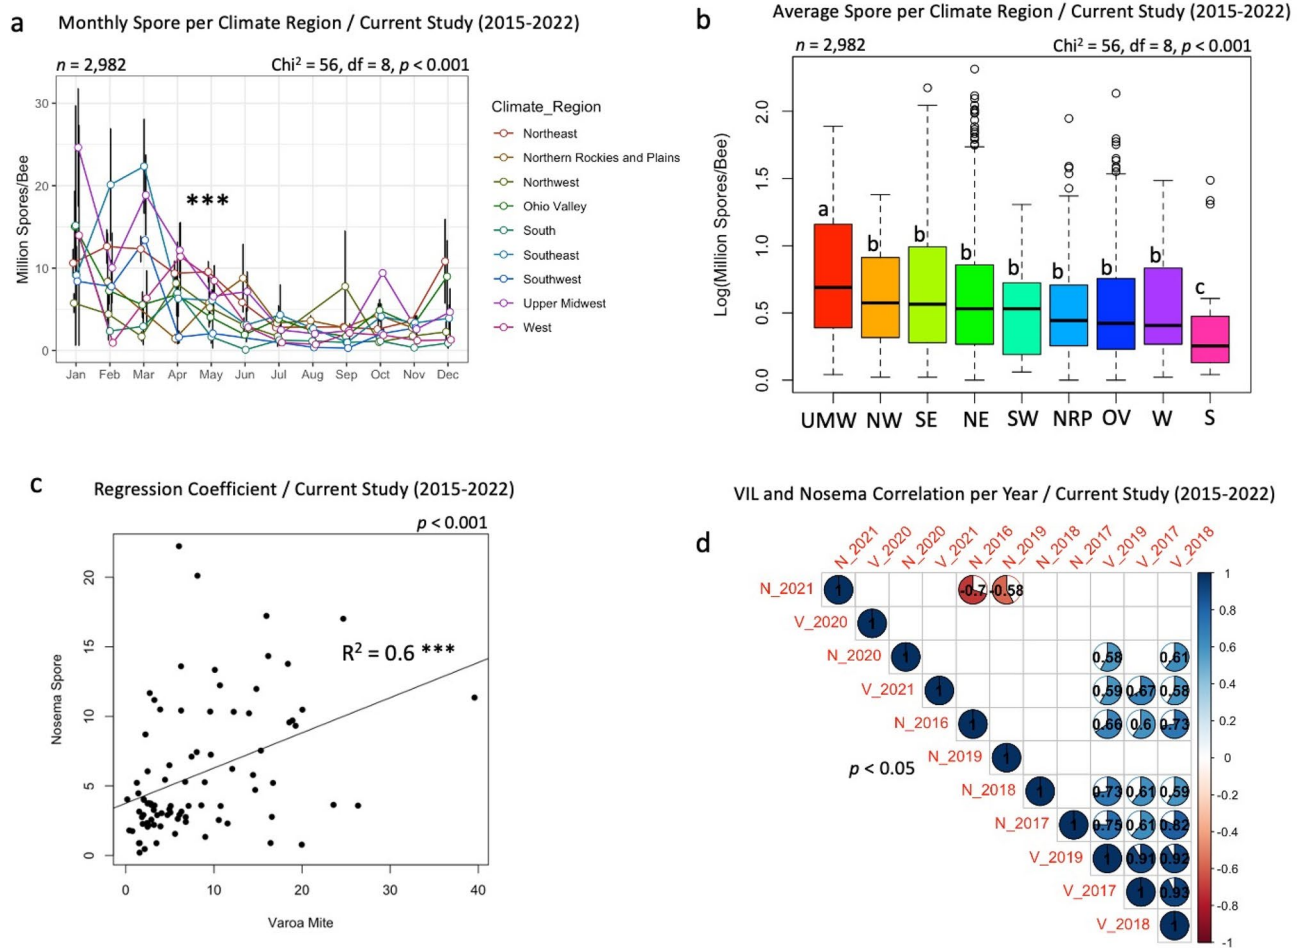 a
Monthly Spore per Climate Region / Current Study (2015-2022)
n = 2,982
Chi² = 56, df = 8, p < 0.001
Million Spores/Bee
30
20
10
0
***
Jan Feb Mar Apr May Jun Jul Aug Sep Oct Nov Dec
Climate_Region
Northeast
Northern Rockies and Plains
Northwest
Ohio Valley
South
Southeast
Southwest
Upper Midwest
West
b
Average Spore per Climate Region / Current Study (2015-2022)
n = 2,982
Chi² = 56, df = 8, p < 0.001
Log(Million Spores/Bee)
2.0
1.5
1.0
0.5
0.0
a b b b b b b b c
UMW NW SE NE SW NRP OV W S
c
Regression Coefficient / Current Study (2015-2022)
p < 0.001
Nosema Spore
20
15
10
5
0
R² = 0.6 ***
0 10 20 30 40
Varoa Mite
VIL and Nosema Correlation per Year / Current Study (2015-2022)
d
N_2021 V_2020 N_2020 V_2021 N_2016 N_2019 N_2018 N_2017 V_2019 V_2017 V_2018
N_2021 1 -0.7 -0.58
V_2020 1
N_2020 1 0.58 0.61
V_2021 1 0.59 0.67 0.58
N_2016 1 0.66 0.6 0.73
N_2019 1
p < 0.05
N_2018 1 0.73 0.61 0.59
N_2017 1 0.75 0.61 0.82
V_2019 1 0.91 0.92
V_2017 1 0.93
V_2018 1
1
0.8
0.6
0.4
0.2
0
-0.2
-0.4
-0.6
-0.8
-1